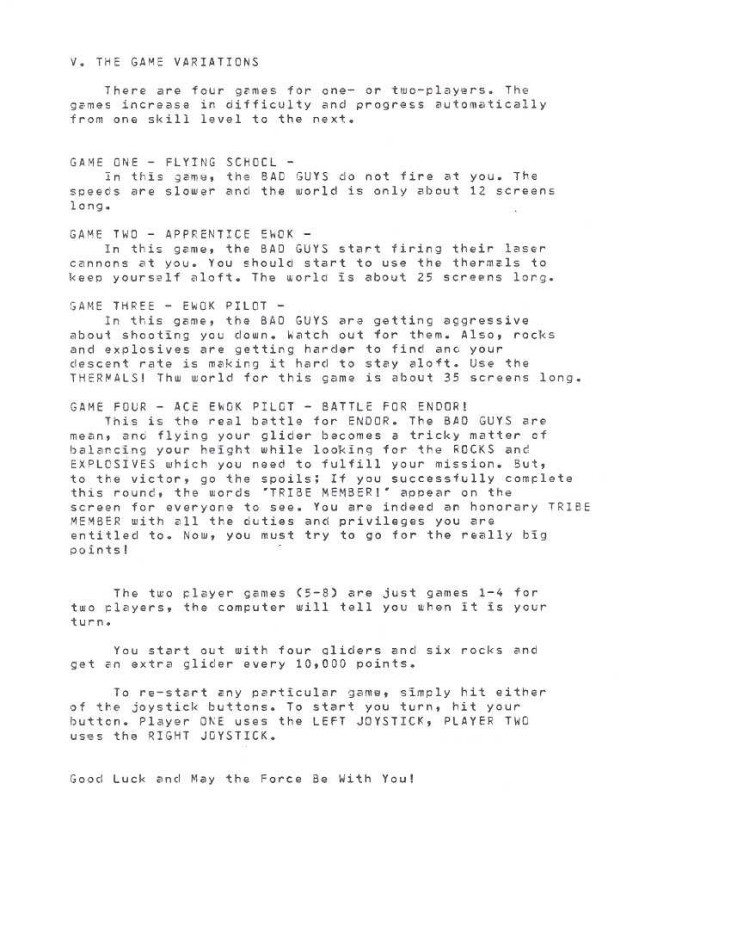 V. THE GAME VARIATIONS
There are four games for one- or two-players. The
games increase in difficulty and progress automatically
from one skill level to the next.
GAME ONE - FLYING SCHOOL -
In this game, the BAD GUYS do not fire at you. The
speeds are slower and the world is only about 12 screens
long.
GAME TWO - APPRENTICE EWOK -
In this game, the BAD GUYS start firing their laser
cannons at you. You should start to use the thermals to
keep yourself aloft. The world is about 25 screens long.
GAME THREE - EWOK PILOT -
In this game, the BAD GUYS are getting aggressive
about shooting you down. Watch out for them. Also, rocks
and explosives are getting harder to find and your
descent rate is making it hard to stay aloft. Use the
THERMALS! Thw world for this game is about 35 screens long.
GAME FOUR - ACE EWOK PILOT - BATTLE FOR ENDOR!
This is the real battle for ENDOR. The BAD GUYS are
mean, and flying your glider becomes a tricky matter of
balancing your height while looking for the ROCKS and
EXPLOSIVES which you need to fulfill your mission. But,
to the victor, go the spoils; If you successfully complete
this round, the words "TRIBE MEMBER!" appear on the
screen for everyone to see. You are indeed an honorary TRIBE
MEMBER with all the duties and privileges you are
entitled to. Now, you must try to go for the really big
points!
The two player games (5-8) are just games 1-4 for
two players, the computer will tell you when it is your
turn.
You start out with four gliders and six rocks and
get an extra glider every 10,000 points.
To re-start any particular game, simply hit either
of the joystick buttons. To start you turn, hit your
button. Player ONE uses the LEFT JOYSTICK, PLAYER TWO
uses the RIGHT JOYSTICK.
Good Luck and May the Force Be With You!